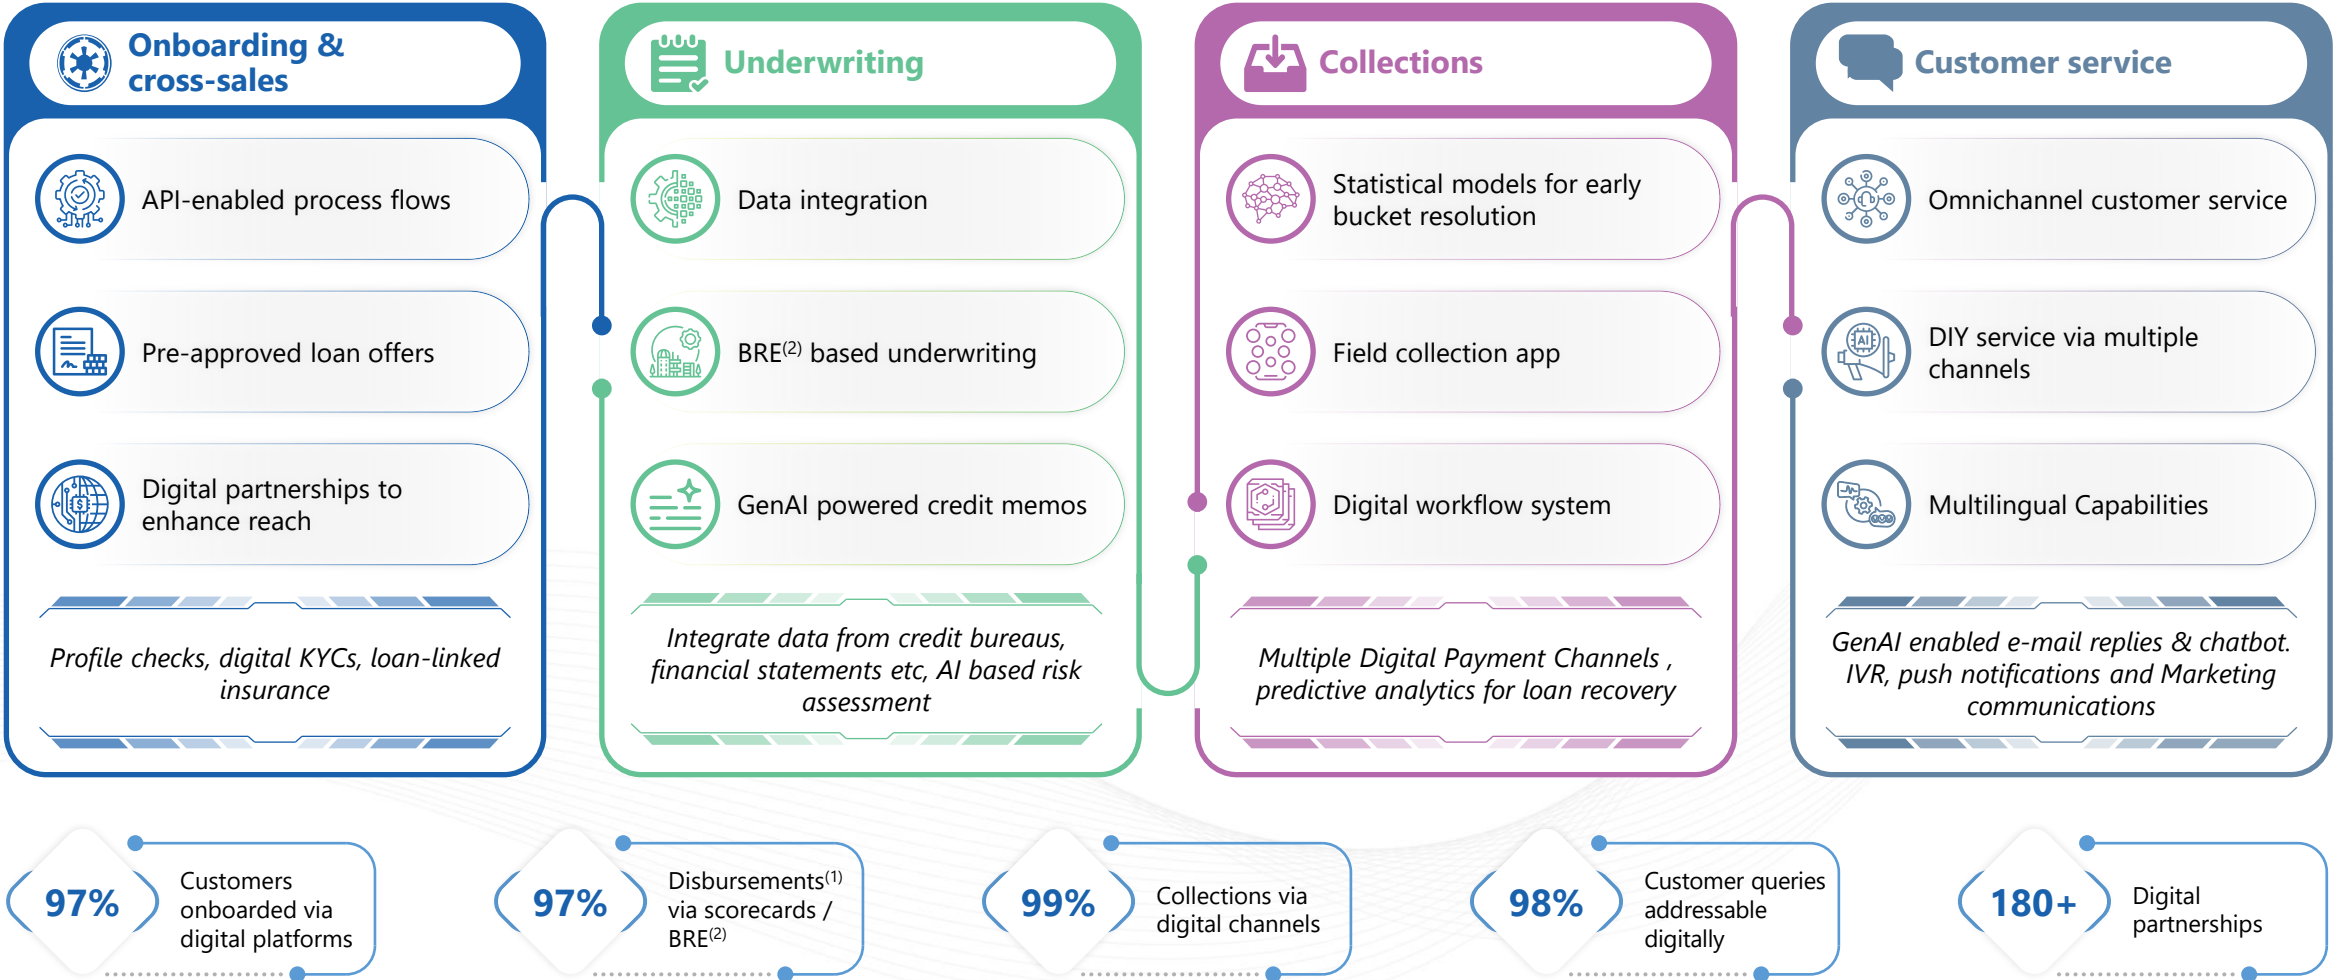 Onboarding &
cross-sales
API-enabled process flows
Pre-approved loan offers
Digital partnerships to
enhance reach
Profile checks, digital KYCs, loan-linked
insurance
Underwriting
Data integration
BRE(2) based underwriting
GenAI powered credit memos
Integrate data from credit bureaus,
financial statements etc, AI based risk
assessment
Collections
Statistical models for early
bucket resolution
Field collection app
Digital workflow system
Multiple Digital Payment Channels ,
predictive analytics for loan recovery
Customer service
Omnichannel customer service
AI
DIY service via multiple
channels
Multilingual Capabilities
GenAI enabled e-mail replies & chatbot.
IVR, push notifications and Marketing
communications
97%
Customers
onboarded via
digital platforms
97%
Disbursements(1)
via scorecards /
BRE(2)
99%
Collections via
digital channels
98%
Customer queries
addressable
digitally
180+
Digital
partnerships